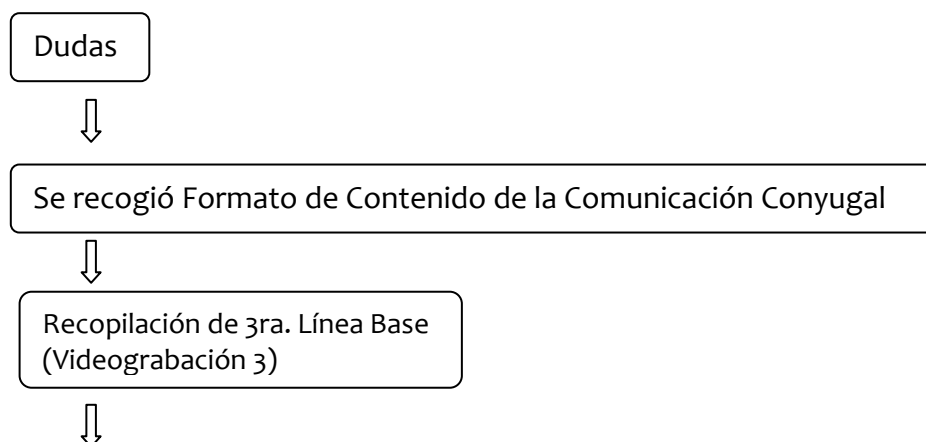 Dudas
Se recogió Formato de Contenido de la Comunicación Conyugal
Recopilación de 3ra. Línea Base
(Videograbación 3)